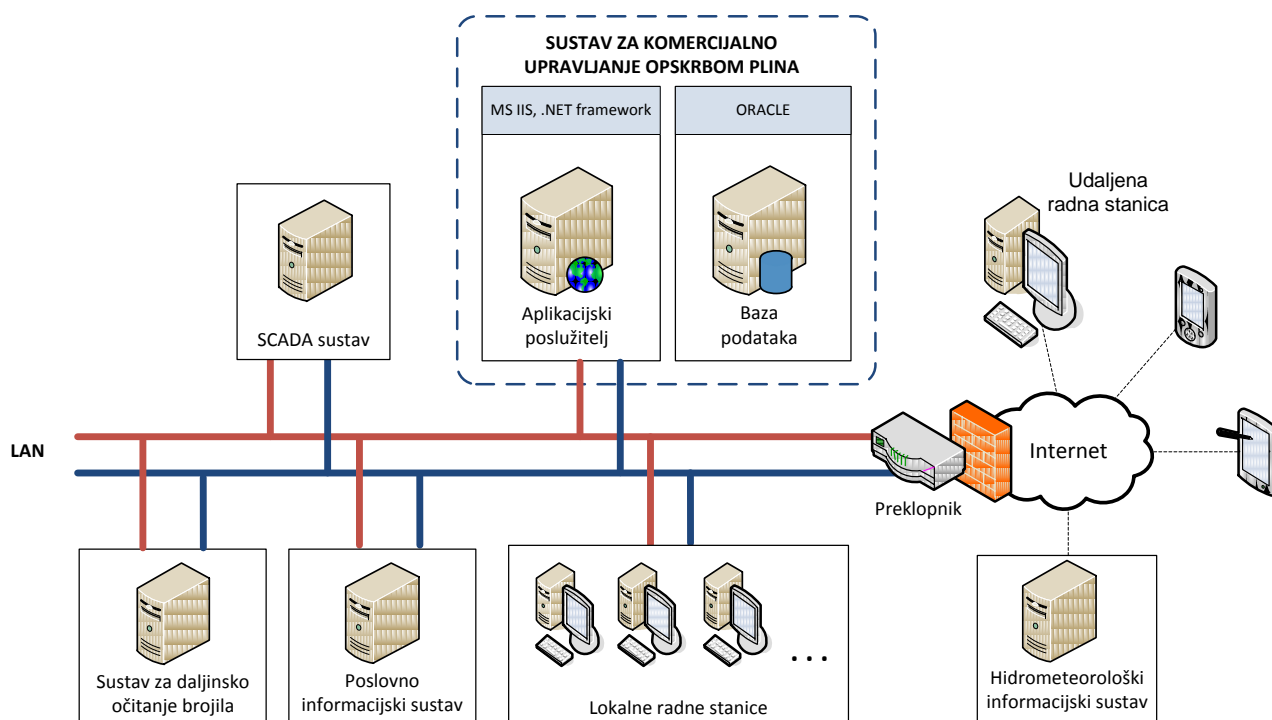 SUSTAV ZA KOMERCIJALNO
UPRAVLJANJE OPSKRBOM PLINA
MS IIS, .NET framework
ORACLE
Aplikacijski
poslužitelj
Baza
podataka
SCADA sustav
Udaljena
radna stanica
LAN
Internet
Preklopnik
Sustav za daljinsko
očitanje brojila
Poslovno
informacijski sustav
. . .
Lokalne radne stanice
Hidrometeorološki
informacijski sustav